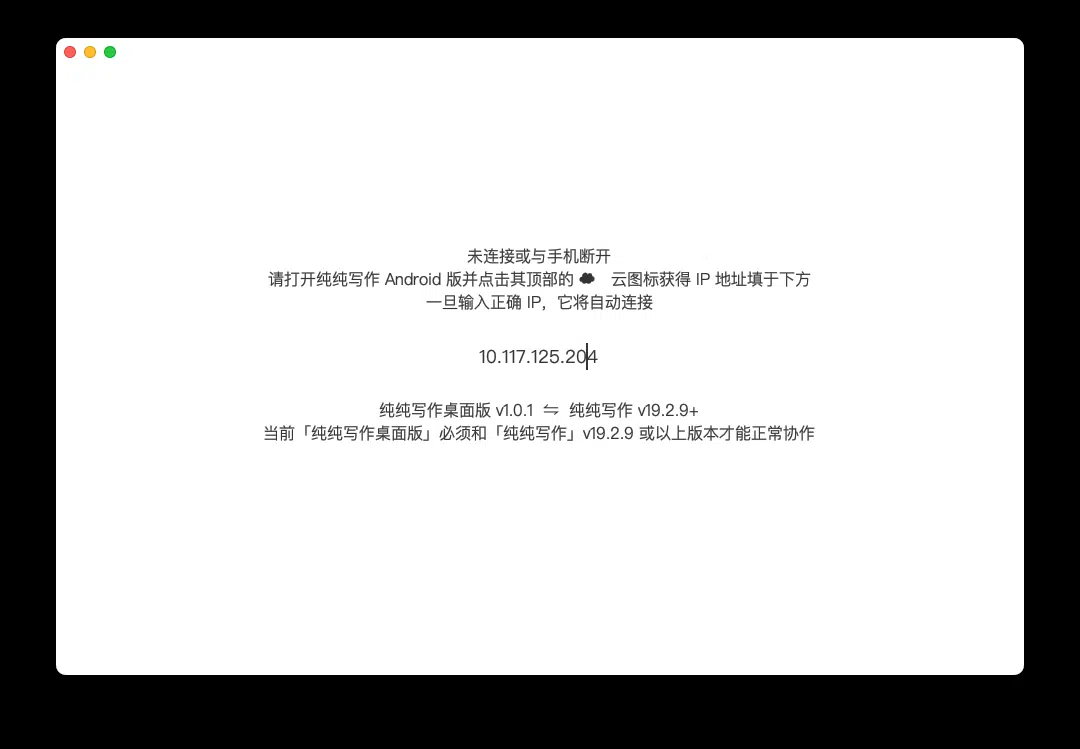 未连接或与手机断开
请打开纯纯写作 Android 版并点击其顶部的 云图标获得 IP 地址填于下方
一旦输入正确 IP，它将自动连接
10.117.125.204
纯纯写作桌面版 v1.0.1 ⇋ 纯纯写作 v19.2.9+
当前「纯纯写作桌面版」必须和「纯纯写作」v19.2.9 或以上版本才能正常协作